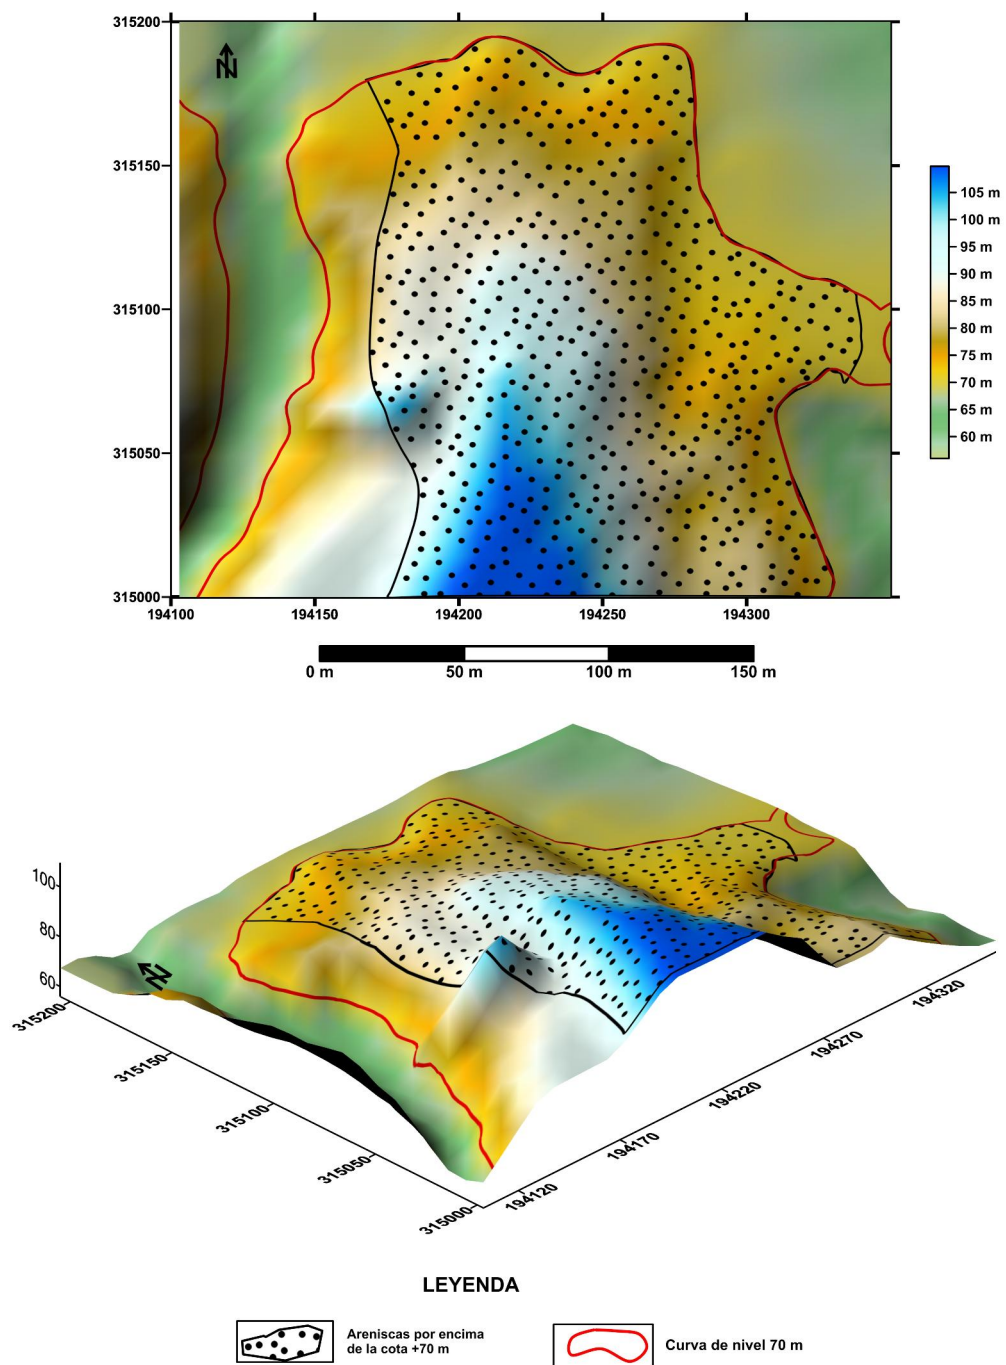 315200
N
315150
315100
315050
315000
194100
194150
194200
194250
194300
105 m
100 m
95 m
90 m
85 m
80 m
75 m
70 m
65 m
60 m
0 m
50 m
100 m
150 m
100
80
60
N
315200
315150
315100
315050
315000
194120
194170
194220
194270
194320
LEYENDA
Areniscas por encima
de la cota +70 m
Curva de nivel 70 m